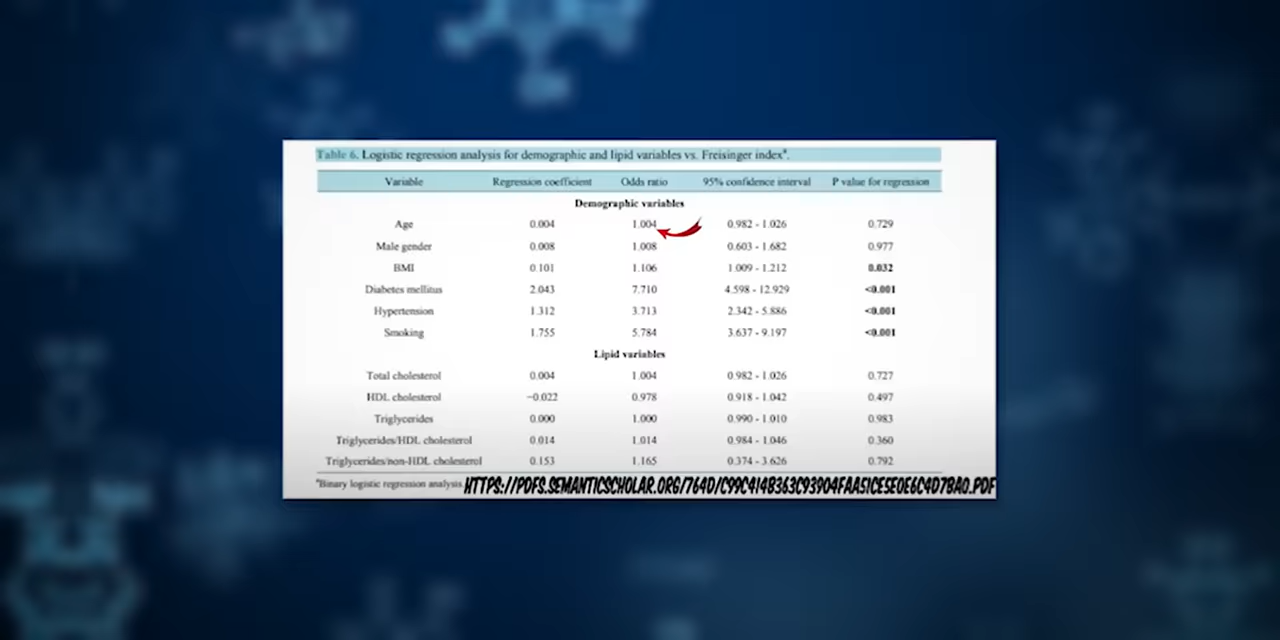 Table 6. Logistic regression analysis for demographic and lipid variables vs. Freisinger indexª.
Variable Regression coefficient Odds ratio 95% confidence interval P value for regression
Demographic variables
Age 0.004 1.004 0.982 - 1.026 0.729
Male gender 0.008 1.008 0.603 - 1.682 0.977
BMI 0.101 1.106 1.009 - 1.212 0.032
Diabetes mellitus 2.043 7.710 4.598 - 12.929 <0.001
Hypertension 1.312 3.713 2.342 - 5.886 <0.001
Smoking 1.755 5.784 3.637 - 9.197 <0.001
Lipid variables
Total cholesterol 0.004 1.004 0.982 - 1.026 0.727
HDL cholesterol −0.022 0.978 0.918 - 1.042 0.497
Triglycerides 0.000 1.000 0.990 - 1.010 0.983
Triglycerides/HDL cholesterol 0.014 1.014 0.984 - 1.046 0.360
Triglycerides/non-HDL cholesterol 0.153 1.165 0.374 - 3.626 0.792
ªBinary logistic regression analysis.
HTTPS://PDFS.SEMANTICSCHOLAR.ORG/764D/C99C414B363C93904FAA51CE5E0E6C4D7BAQ.PDF